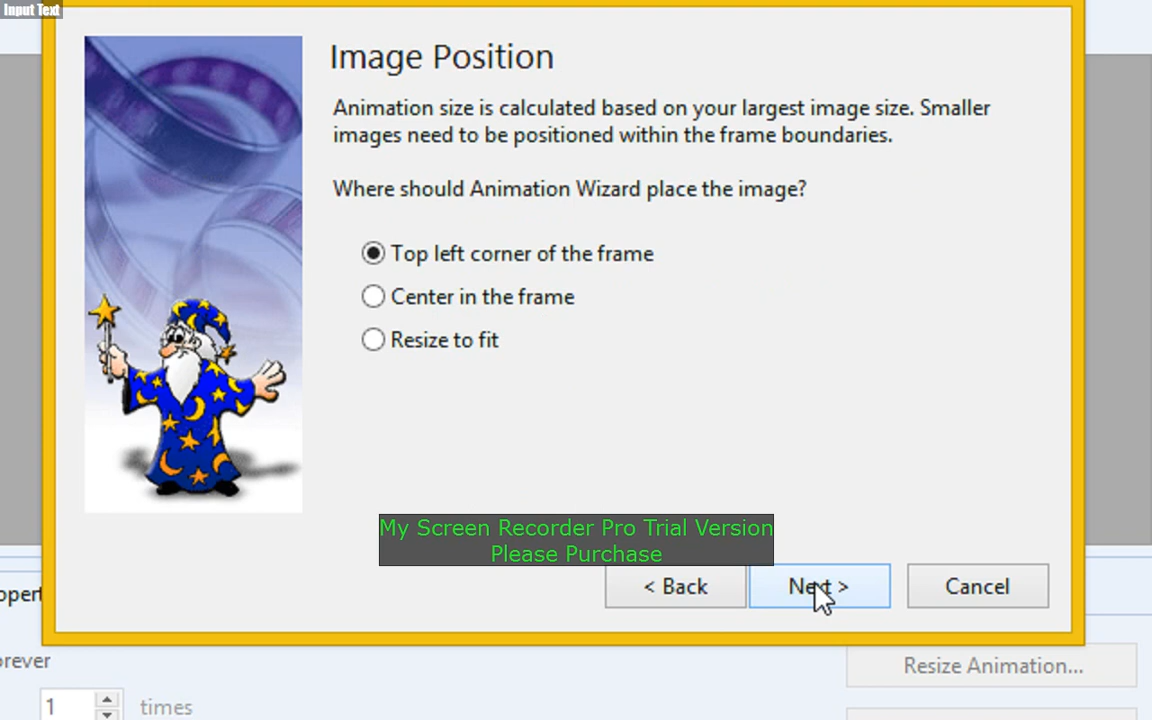 Input Text
Image Position
Animation size is calculated based on your largest image size. Smaller
images need to be positioned within the frame boundaries.
Where should Animation Wizard place the image?
Top left corner of the frame
Center in the frame
Resize to fit
My Screen Recorder Pro Trial Version
Please Purchase
< Back
Next >
Cancel
Resize Animation...
1
times